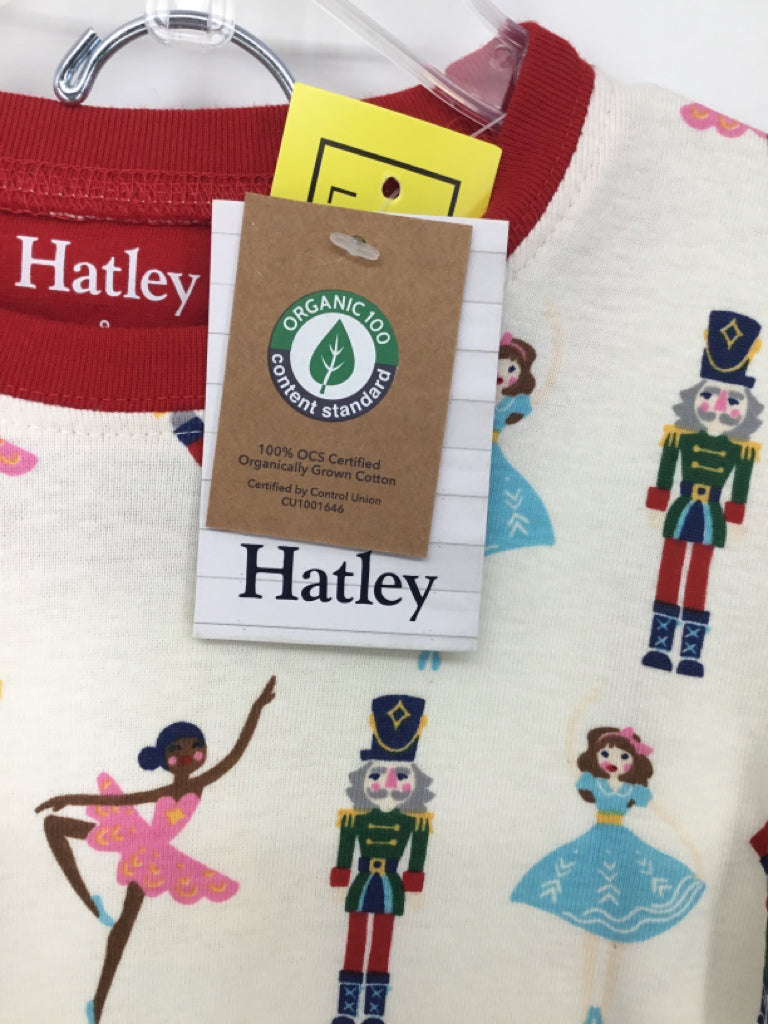 Hatley
ORGANIC 100
content standard
100% OCS Certified
Organically Grown Cotton
Certified by Control Union
CU1001646
Hatley